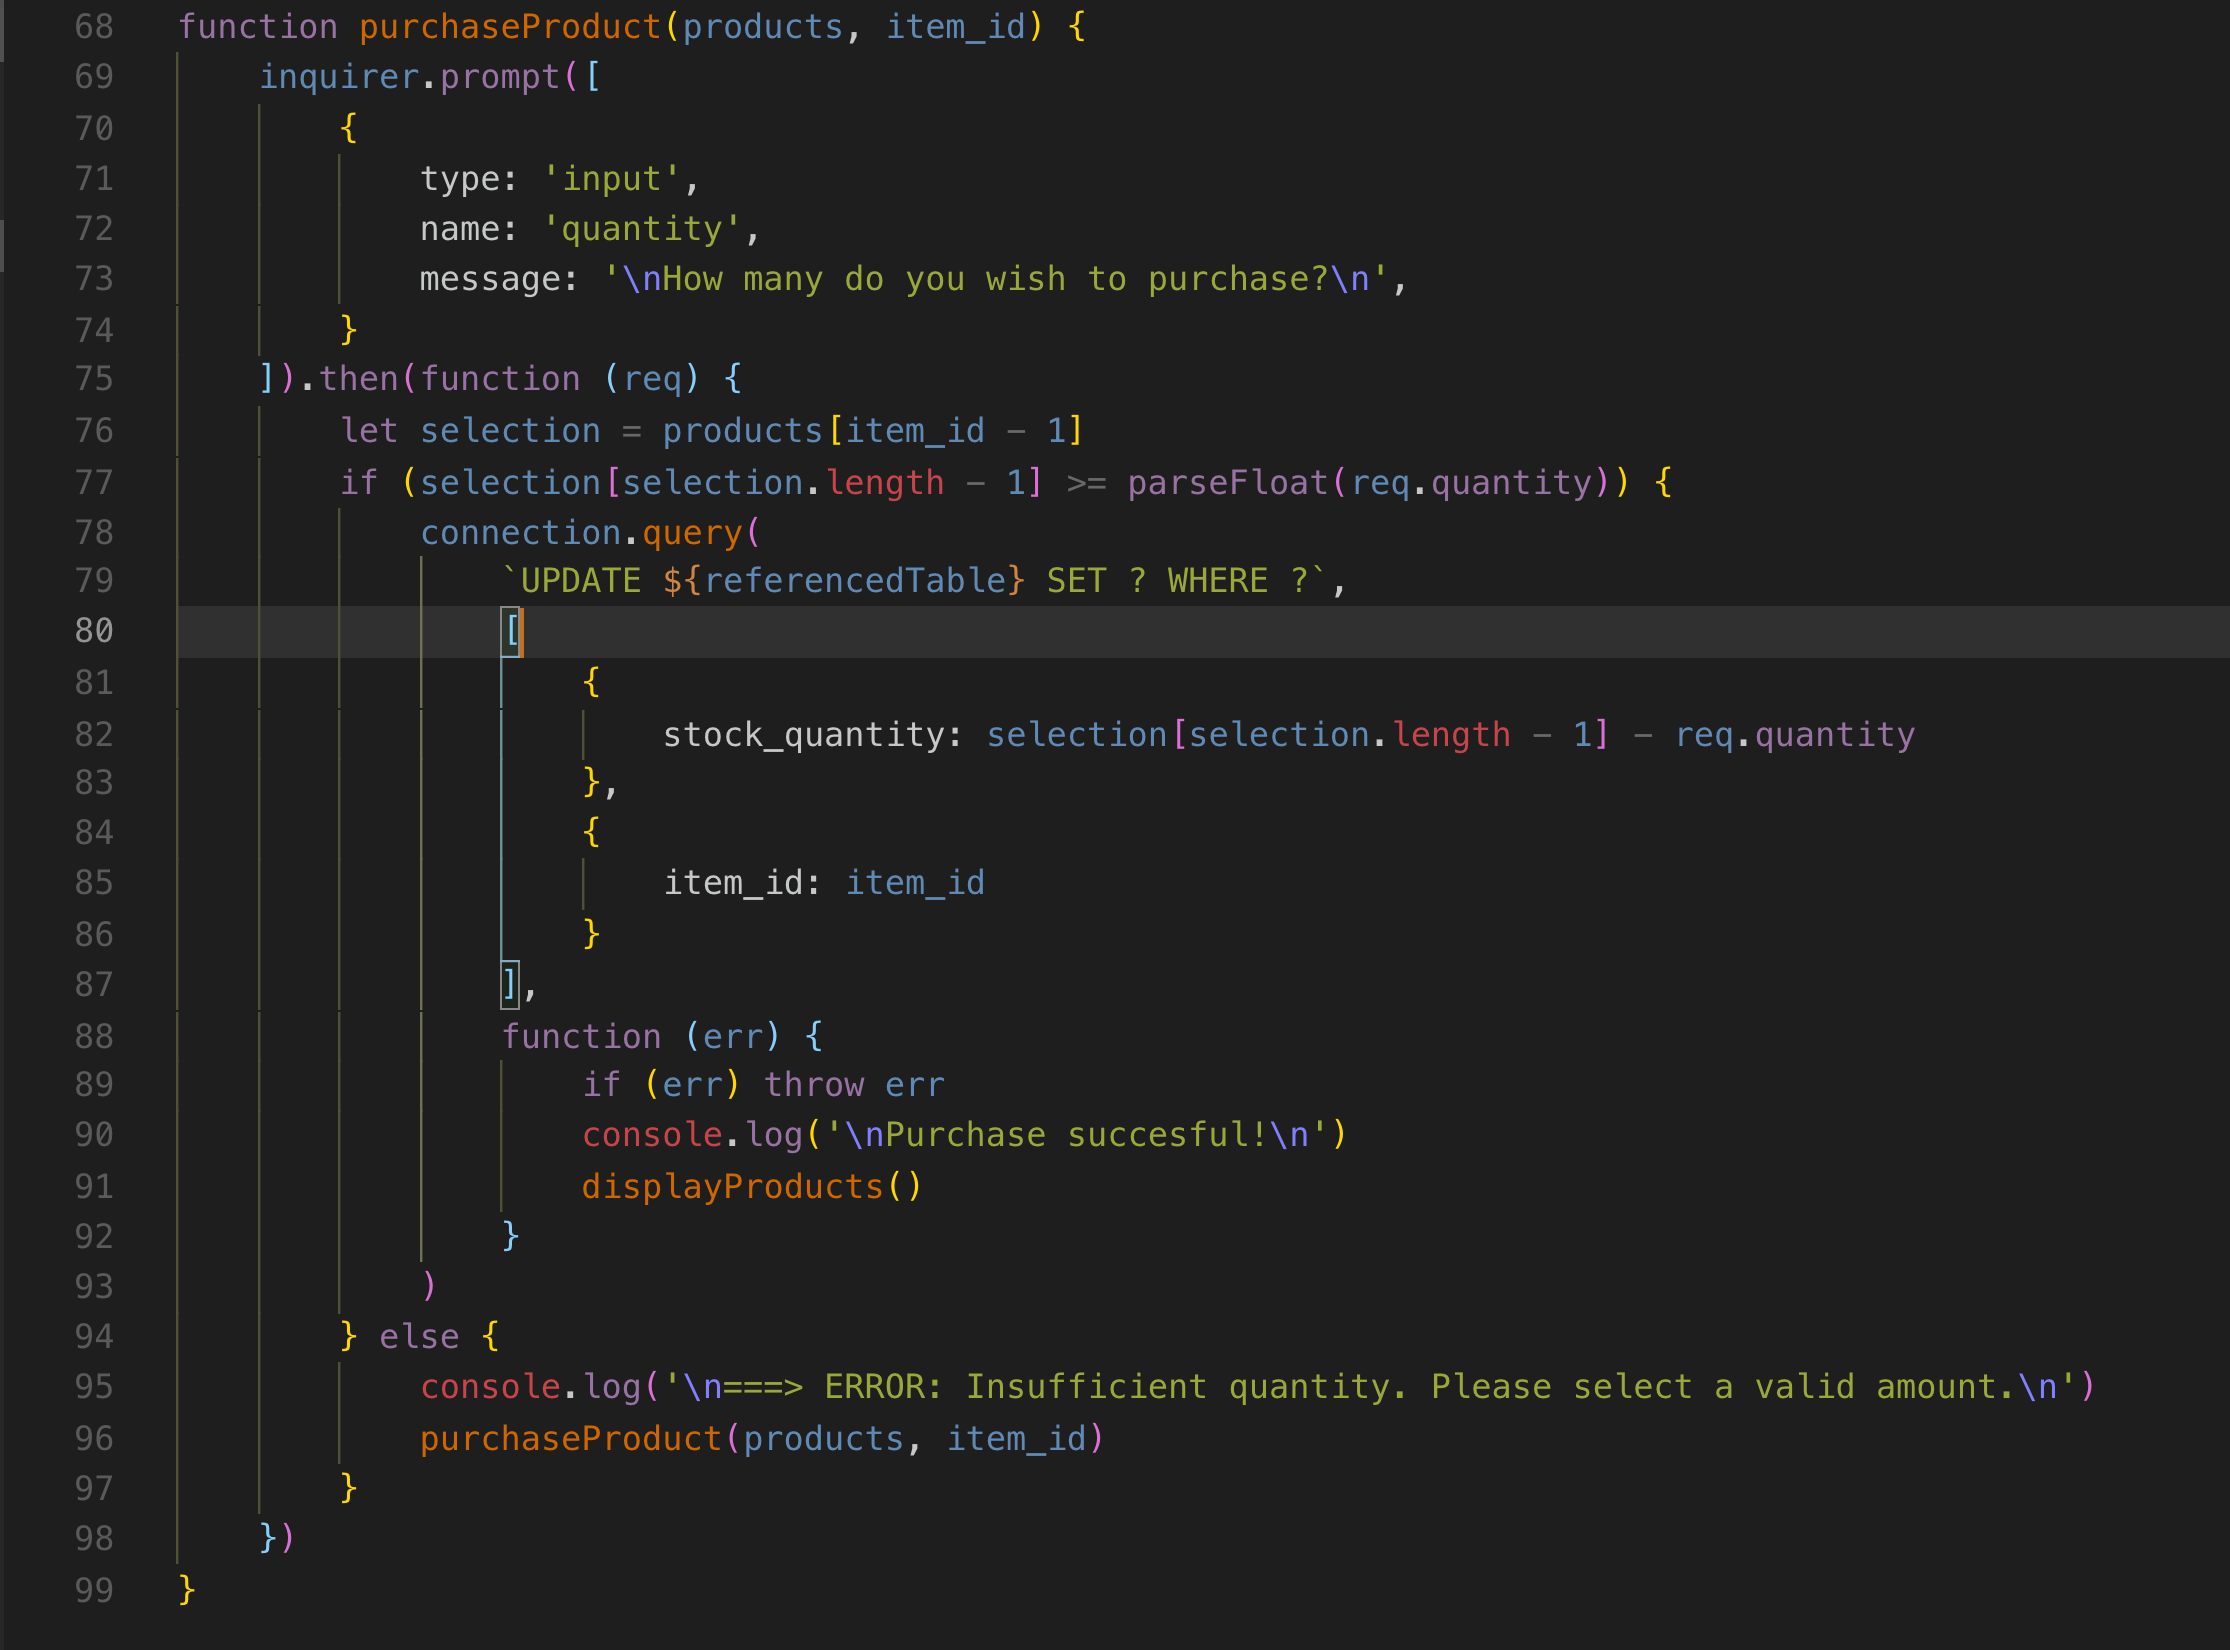 68 function purchaseProduct(products, item_id) {
69 inquirer.prompt([
70 {
71 type: 'input',
72 name: 'quantity',
73 message: '\nHow many do you wish to purchase?\n',
74 }
75 ]).then(function (req) {
76 let selection = products[item_id - 1]
77 if (selection[selection.length - 1] >= parseFloat(req.quantity)) {
78 connection.query(
79 `UPDATE ${referencedTable} SET ? WHERE ?`,
80 [
81 {
82 stock_quantity: selection[selection.length - 1] - req.quantity
83 },
84 {
85 item_id: item_id
86 }
87 ],
88 function (err) {
89 if (err) throw err
90 console.log('\nPurchase succesful!\n')
91 displayProducts()
92 }
93 )
94 } else {
95 console.log('\n===> ERROR: Insufficient quantity. Please select a valid amount.\n')
96 purchaseProduct(products, item_id)
97 }
98 })
99 }